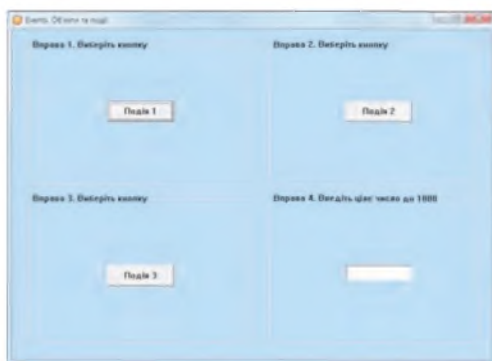 Events. Об'єкти та події
Вправа 1. Виберіть кнопку
Вправа 2. Виберіть кнопку
Подія 1
Подія 2
Вправа 3. Виберіть кнопку
Вправа 4. Введіть ціле число до 1000
Подія 3